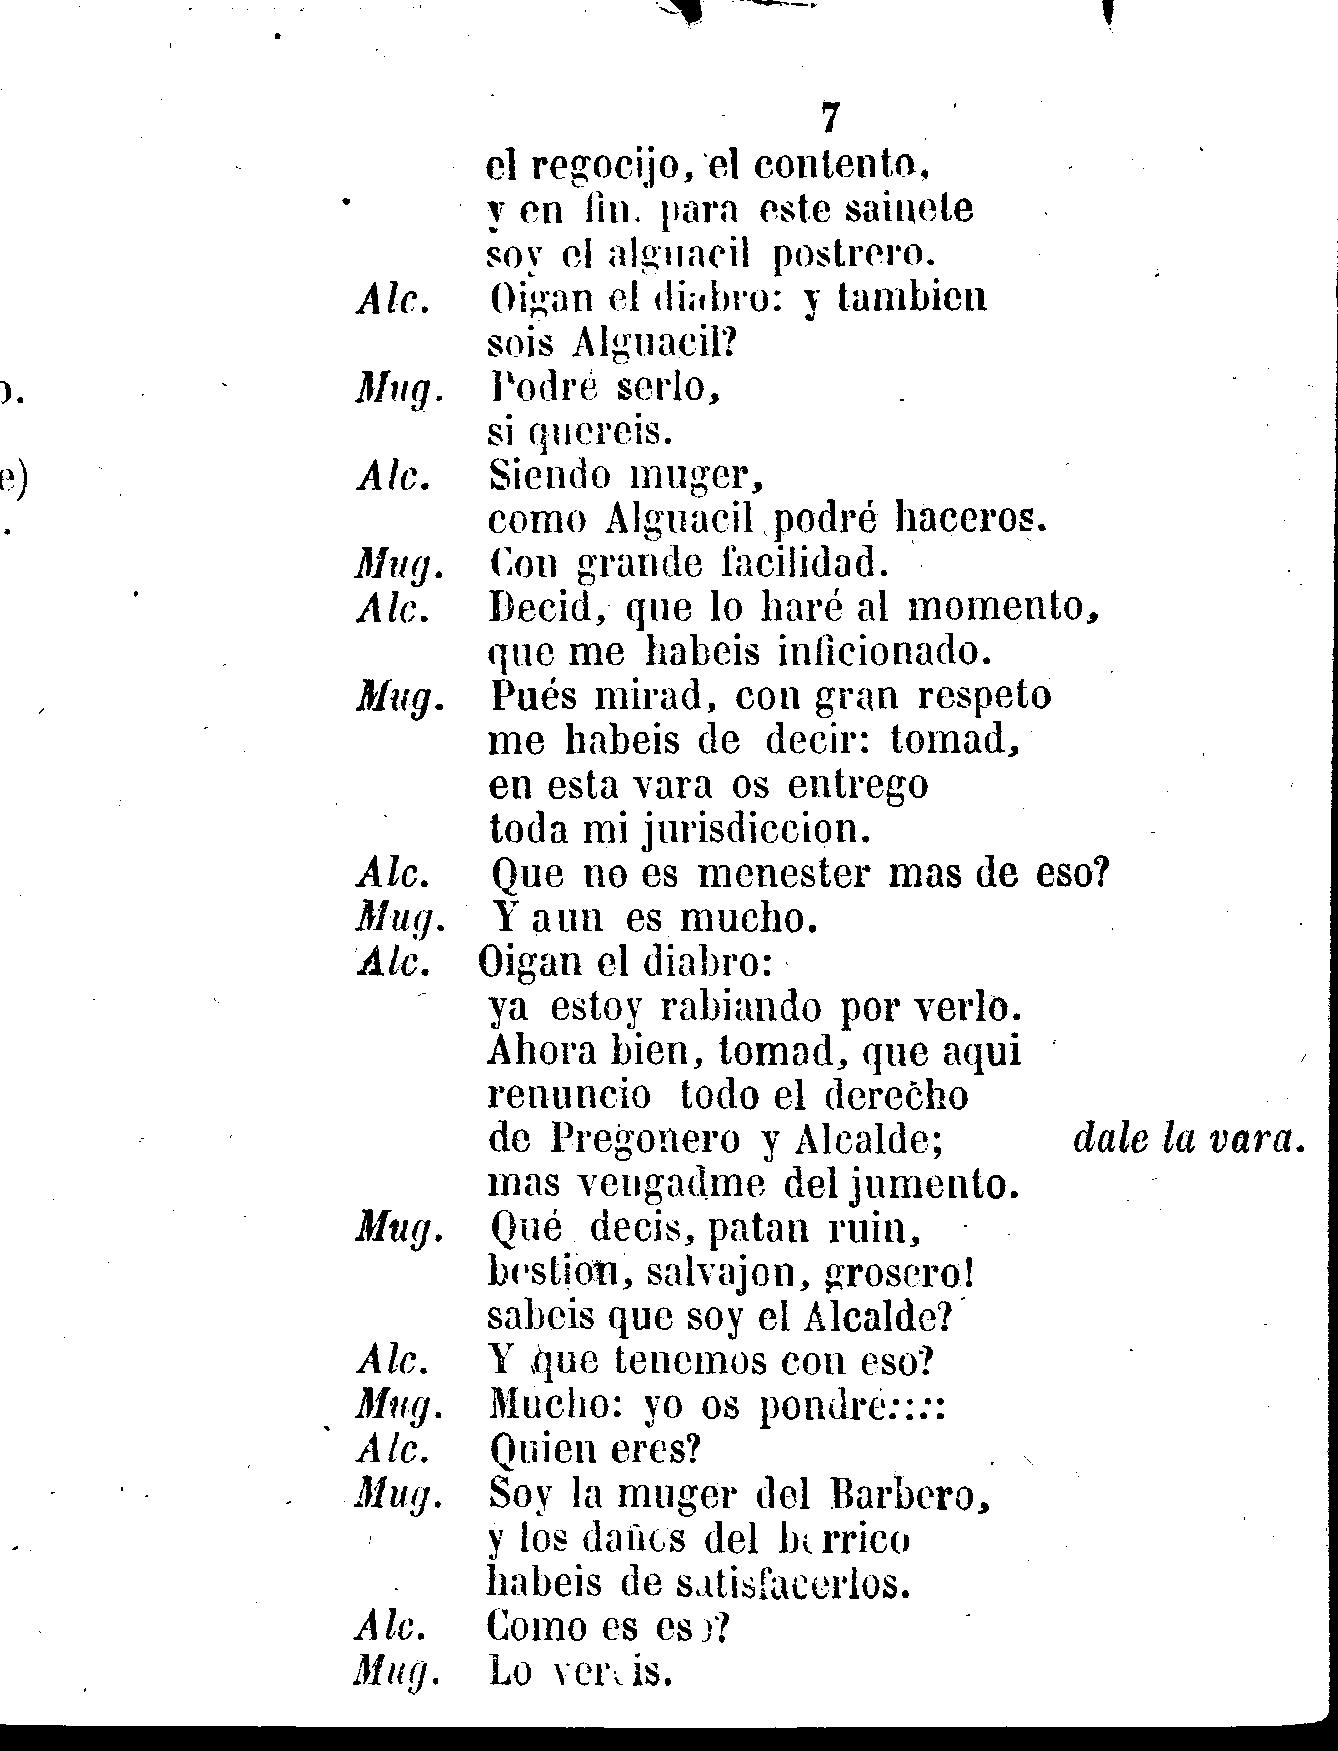 7
el regocijo, el contento,
y en fin. para este sainete
soy el alguacil postrero.
Alc. Oigan el diabro: y tambien
sois Alguacil?
Mug. Podré serlo,
si quereis.
Alc. Siendo muger,
como Alguacil podré haceros.
Mug. Con grande facilidad.
Alc. Decid, que lo haré al momento,
que me habeis inficionado.
Mug. Pués mirad, con gran respeto
me habeis de decir: tomad,
en esta vara os entrego
toda mi jurisdiccion.
Alc. Que no es menester mas de eso?
Mug. Y aun es mucho.
Alc. Oigan el diabro:
ya estoy rabiando por verlo.
Ahora bien, tomad, que aqui
renuncio todo el derecho
de Pregonero y Alcalde; dale la vara.
mas vengadme del jumento.
Mug. Qué decis, patan ruin,
bestion, salvajon, grosero!
sabeis que soy el Alcalde?
Alc. Y que tenemos con eso?
Mug. Mucho: yo os pondré:::::
Alc. Quien eres?
Mug. Soy la muger del Barbero,
y los daños del borrico
habeis de satisfacerlos.
Alc. Como es eso?
Mug. Lo vereis.